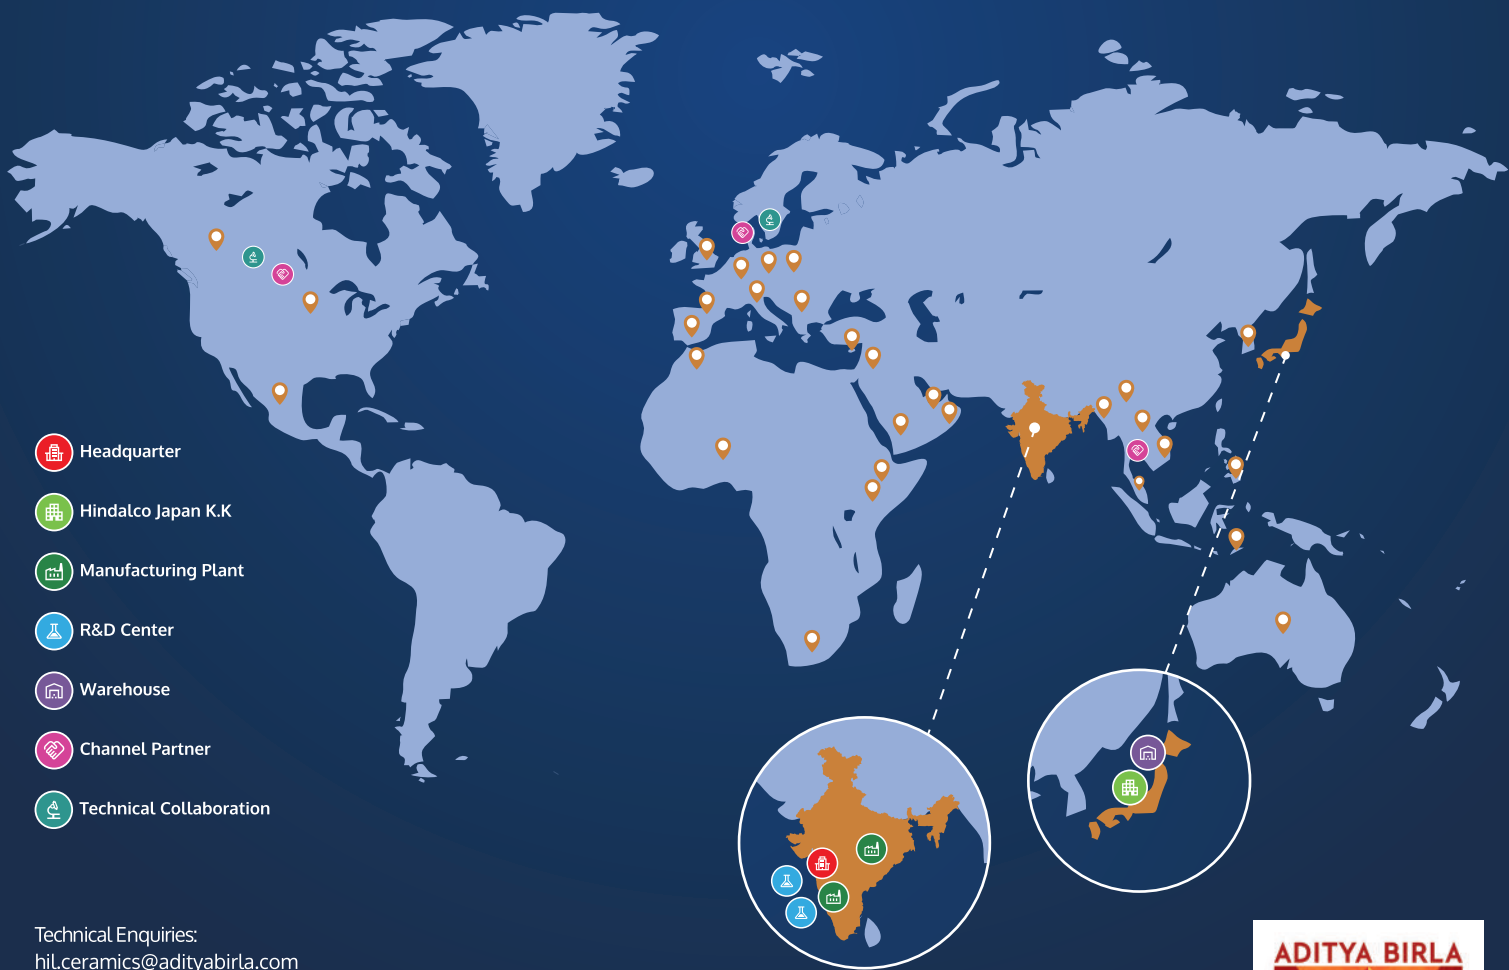 Headquarter
Hindalco Japan K.K
Manufacturing Plant
R&D Center
Warehouse
Channel Partner
Technical Collaboration
Technical Enquiries:
hil.ceramics@adityabirla.com
ADITYA BIRLA